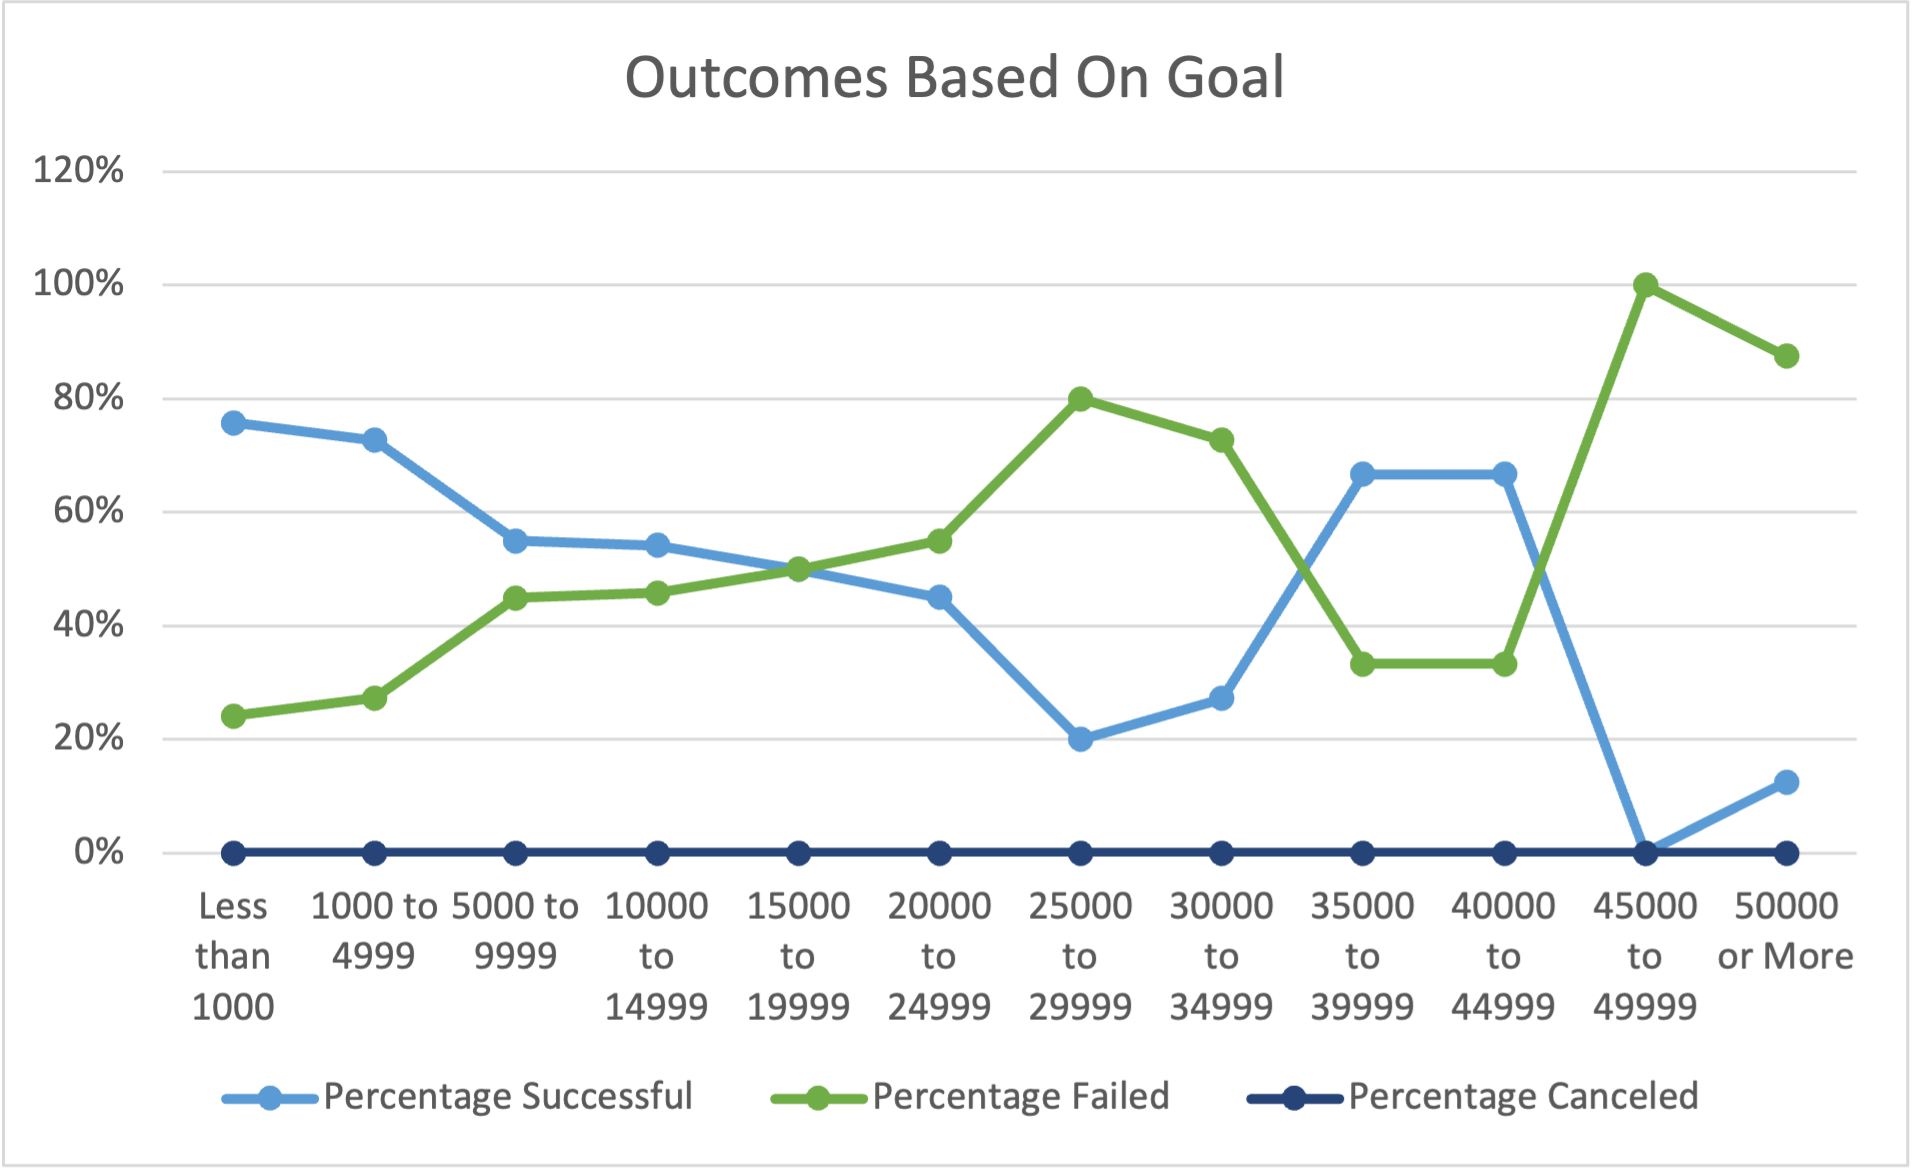 Outcomes Based On Goal
120%
100%
80%
60%
40%
20%
0%
Less than 1000
1000 to 4999
5000 to 9999
10000 to 14999
15000 to 19999
20000 to 24999
25000 to 29999
30000 to 34999
35000 to 39999
40000 to 44999
45000 to 49999
50000 or More
Percentage Successful
Percentage Failed
Percentage Canceled